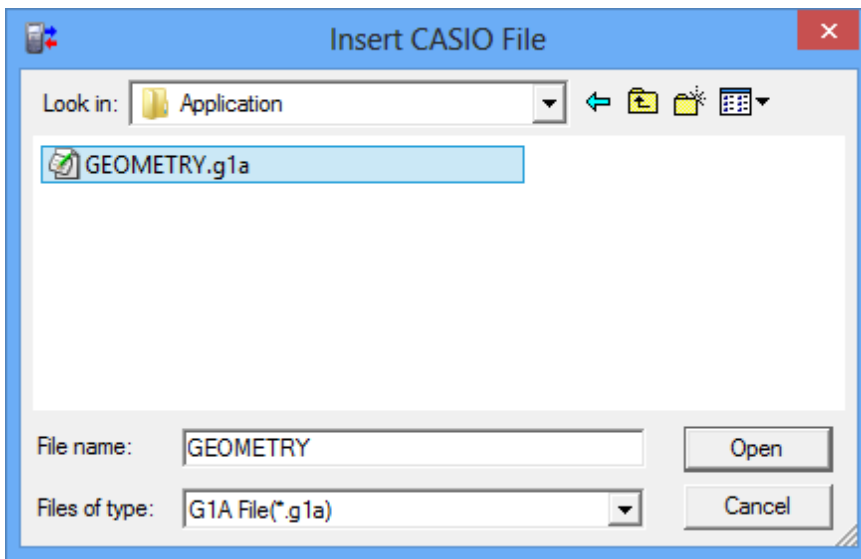 Insert CASIO File
Look in: Application
GEOMETRY.g1a
File name: GEOMETRY Open
Files of type: G1A File(*.g1a) Cancel